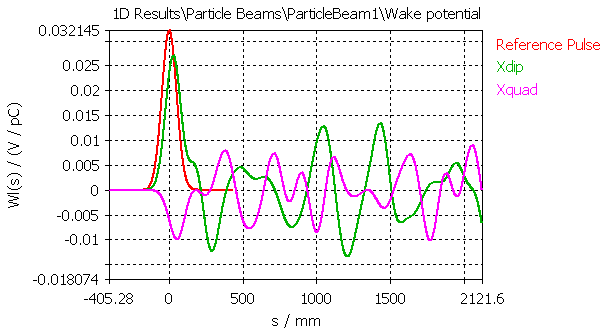 1D Results\Particle Beams\ParticleBeam1\Wake potential
0.032145
0.025
0.02
0.015
0.01
0.005
0
-0.005
-0.01
-0.018074
Wl(s) / (V / pC)
-405.28
0
500
1000
1500
2121.6
s / mm
Reference Pulse
Xdip
Xquad